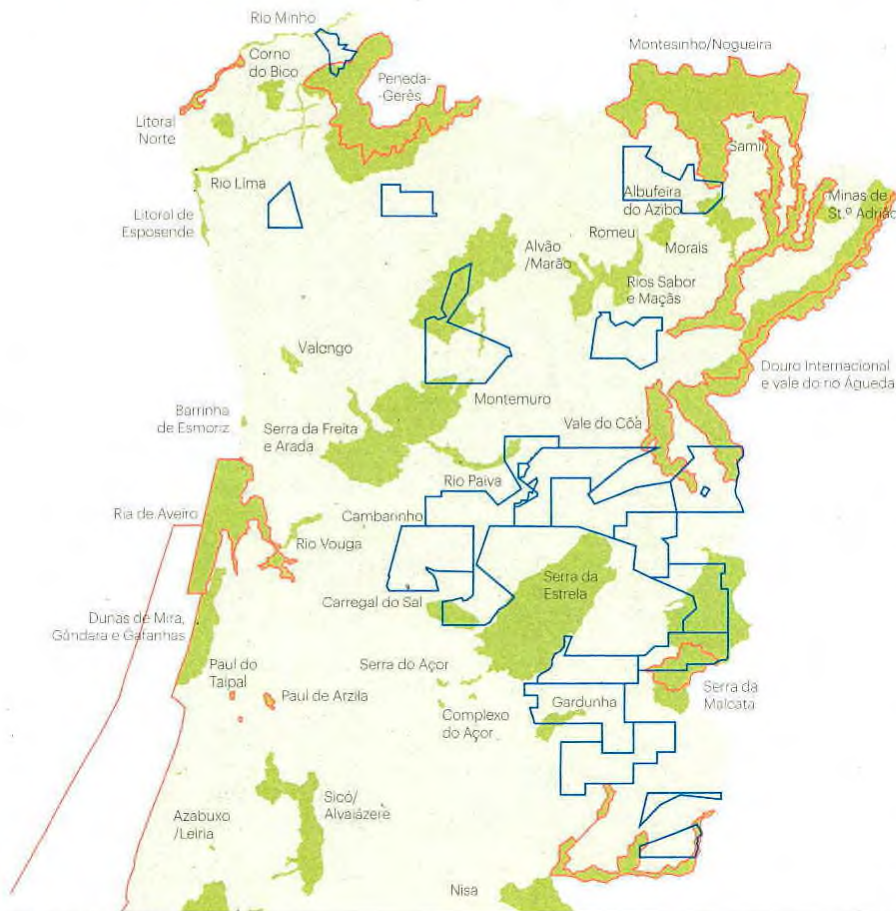 Rio Minho
Corno
do Bico
Peneda-
-Gerês
Montesinho/Nogueira
Litoral
Norte
Samil
Rio Lima
Albufeira
do Azibo
Minas de
St.º Adrião
Litoral de
Esposende
Romeu
Morais
Alvão
/Marão
Rios Sabor
e Maçãs
Valongo
Douro Internacional
e vale do rio Águeda
Montemuro
Barrinha
de Esmoriz
Serra da Freita
e Arada
Vale do Côa
Rio Paiva
Ria de Aveiro
Cambarinho
Rio Vouga
Serra da
Estrela
Carregal do Sal
Dunas de Mira,
Gândara e Gafanhas
Serra do Açor
Paul do
Taipal
Paul de Arzila
Serra da
Malcata
Complexo
do Açor
Gardunha
Sicó/
Alvaiázere
Azabuxo
/Leiria
Nisa